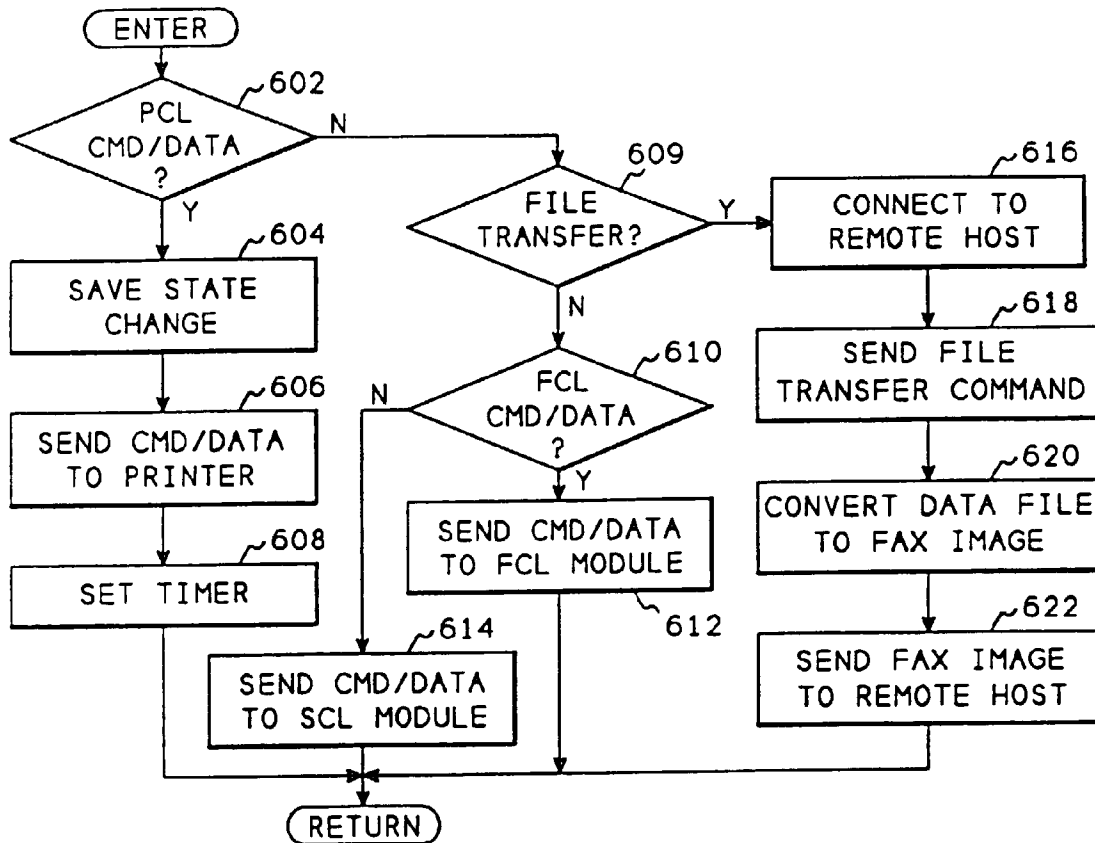 ENTER
602
PCL
CMD/DATA
?
N
Y
604
SAVE STATE
CHANGE
606
SEND CMD/DATA
TO PRINTER
608
SET TIMER
609
FILE
TRANSFER?
Y
N
610
FCL
CMD/DATA
?
N
Y
SEND CMD/DATA
TO FCL MODULE
612
614
SEND CMD/DATA
TO SCL MODULE
616
CONNECT TO
REMOTE HOST
618
SEND FILE
TRANSFER COMMAND
620
CONVERT DATA FILE
TO FAX IMAGE
622
SEND FAX IMAGE
TO REMOTE HOST
RETURN